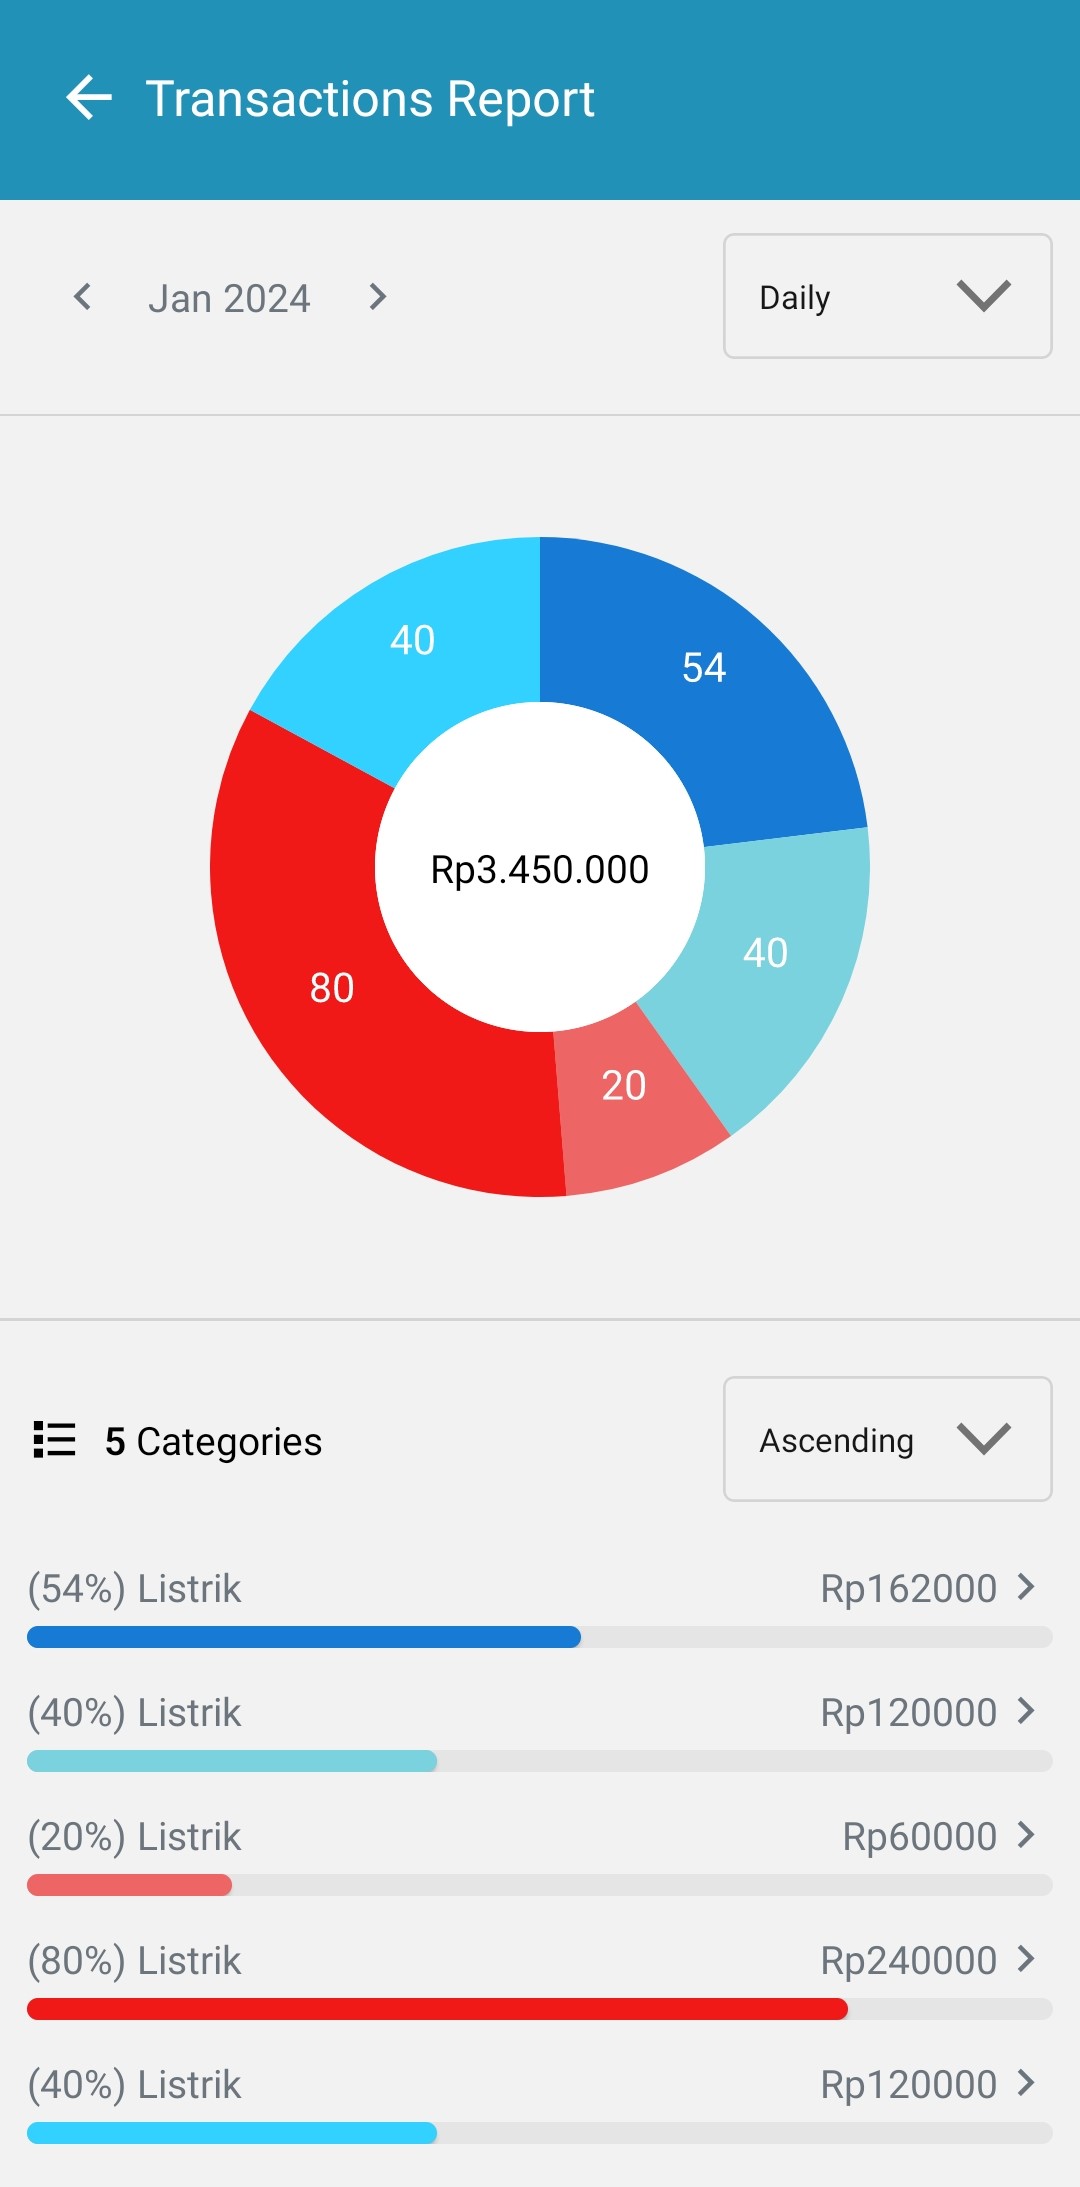 Transactions Report
Jan 2024
Daily
40
54
Rp3.450.000
40
80
20
5 Categories
Ascending
(54%) Listrik Rp162000
(40%) Listrik Rp120000
(20%) Listrik Rp60000
(80%) Listrik Rp240000
(40%) Listrik Rp120000